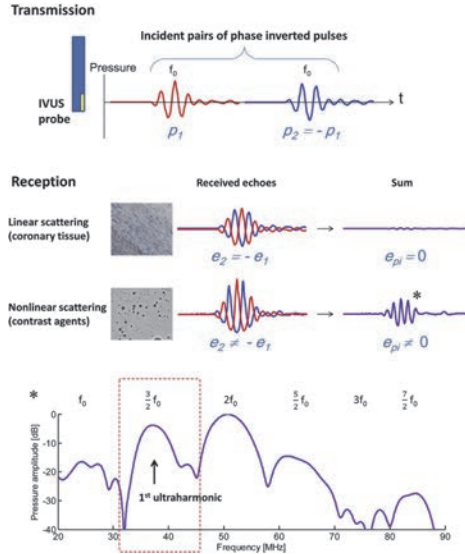 Transmission
Incident pairs of phase inverted pulses
Pressure
f₀ f₀
t
IVUS
probe
p₁ p₂ = - p₁
Reception
Received echoes Sum
Linear scattering
(coronary tissue)
e₂ = - e₁ eₚᵢ = 0
*
Nonlinear scattering
(contrast agents)
e₂ ≠ - e₁ eₚᵢ ≠ 0
* f₀ 3/2 f₀ 2f₀ 5/2 f₀ 3f₀ 7/2 f₀
0
-10
-20
-30
-40
Pressure amplitude [dB]
1st ultraharmonic
20 30 40 50 60 70 80 90
Frequency [MHz]